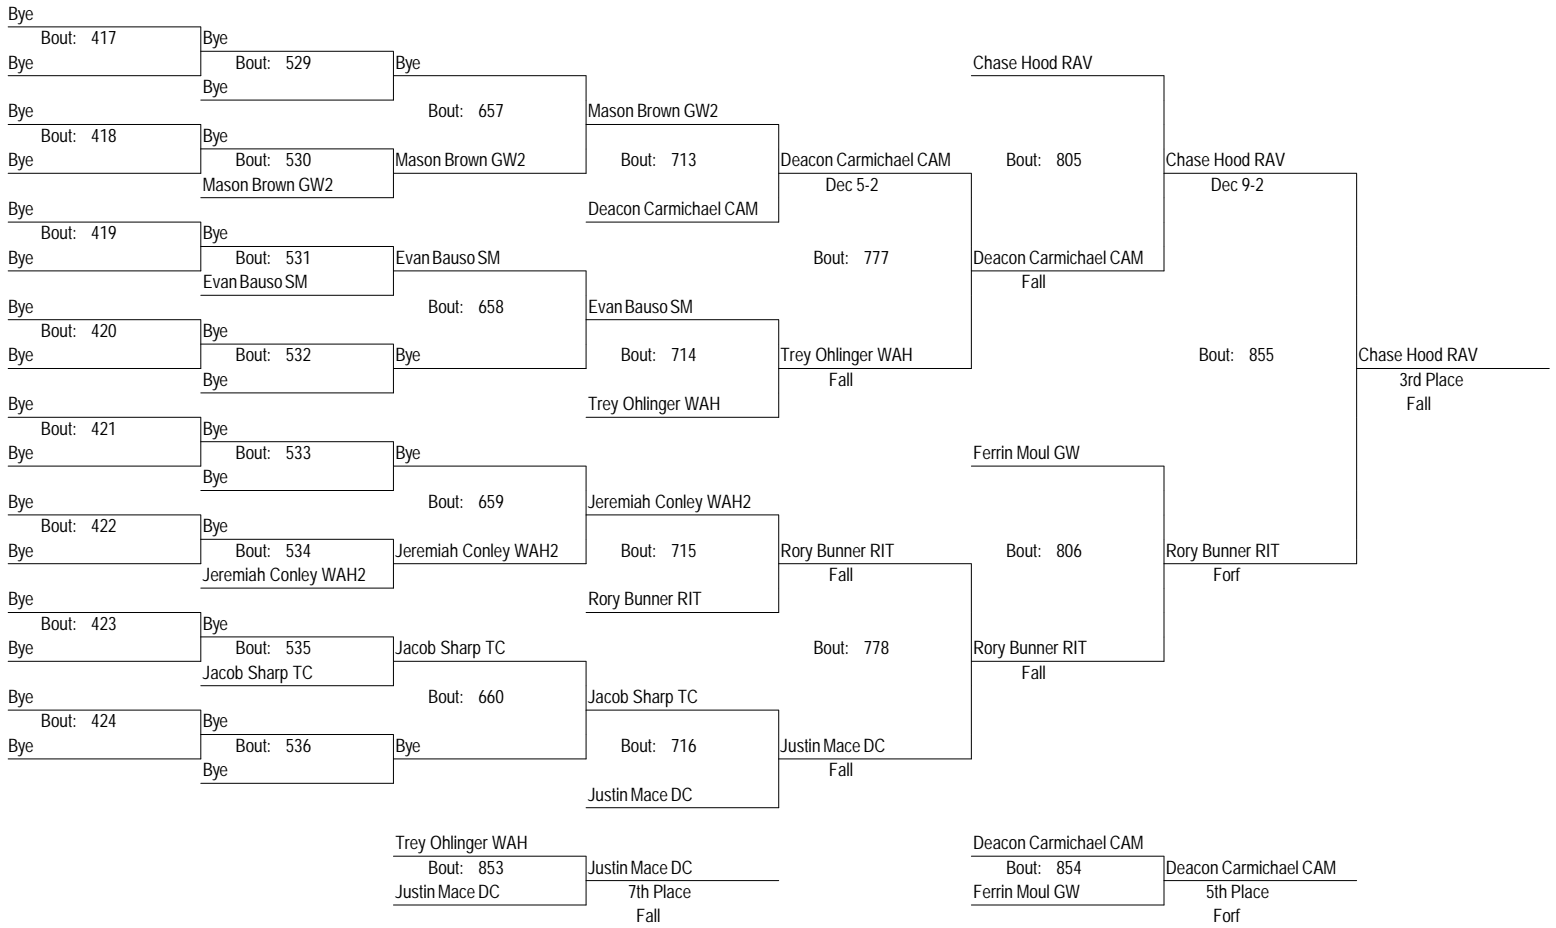 Bye
Bout: 417
Bye
Bye
Bout: 529
Bye
Bye
Chase Hood RAV
Bye
Bout: 418
Bye
Bye
Bout: 530
Mason Brown GW2
Bout: 657
Mason Brown GW2
Mason Brown GW2
Bout: 713
Deacon Carmichael CAM
Deacon Carmichael CAM
Dec 5-2
Bout: 805
Chase Hood RAV
Dec 9-2
Bye
Bout: 419
Bye
Bye
Bout: 531
Evan Bauso SM
Evan Bauso SM
Bout: 777
Deacon Carmichael CAM
Fall
Bye
Bout: 420
Bye
Bye
Bout: 532
Bye
Bout: 658
Bye
Evan Bauso SM
Bout: 714
Trey Ohlinger WAH
Trey Ohlinger WAH
Fall
Bout: 855
Chase Hood RAV
3rd Place
Fall
Bye
Bout: 421
Bye
Bye
Bout: 533
Bye
Bye
Ferrin Moul GW
Bye
Bout: 422
Bye
Bye
Bout: 534
Jeremiah Conley WAH2
Bout: 659
Jeremiah Conley WAH2
Jeremiah Conley WAH2
Bout: 715
Rory Bunner RIT
Rory Bunner RIT
Fall
Bout: 806
Rory Bunner RIT
Forf
Bye
Bout: 423
Bye
Bye
Bout: 535
Jacob Sharp TC
Jacob Sharp TC
Bout: 778
Rory Bunner RIT
Fall
Bye
Bout: 424
Bye
Bye
Bout: 536
Bye
Bout: 660
Bye
Jacob Sharp TC
Bout: 716
Justin Mace DC
Justin Mace DC
Fall
Trey Ohlinger WAH
Bout: 853
Justin Mace DC
Justin Mace DC
7th Place
Fall
Deacon Carmichael CAM
Bout: 854
Ferrin Moul GW
Deacon Carmichael CAM
5th Place
Forf